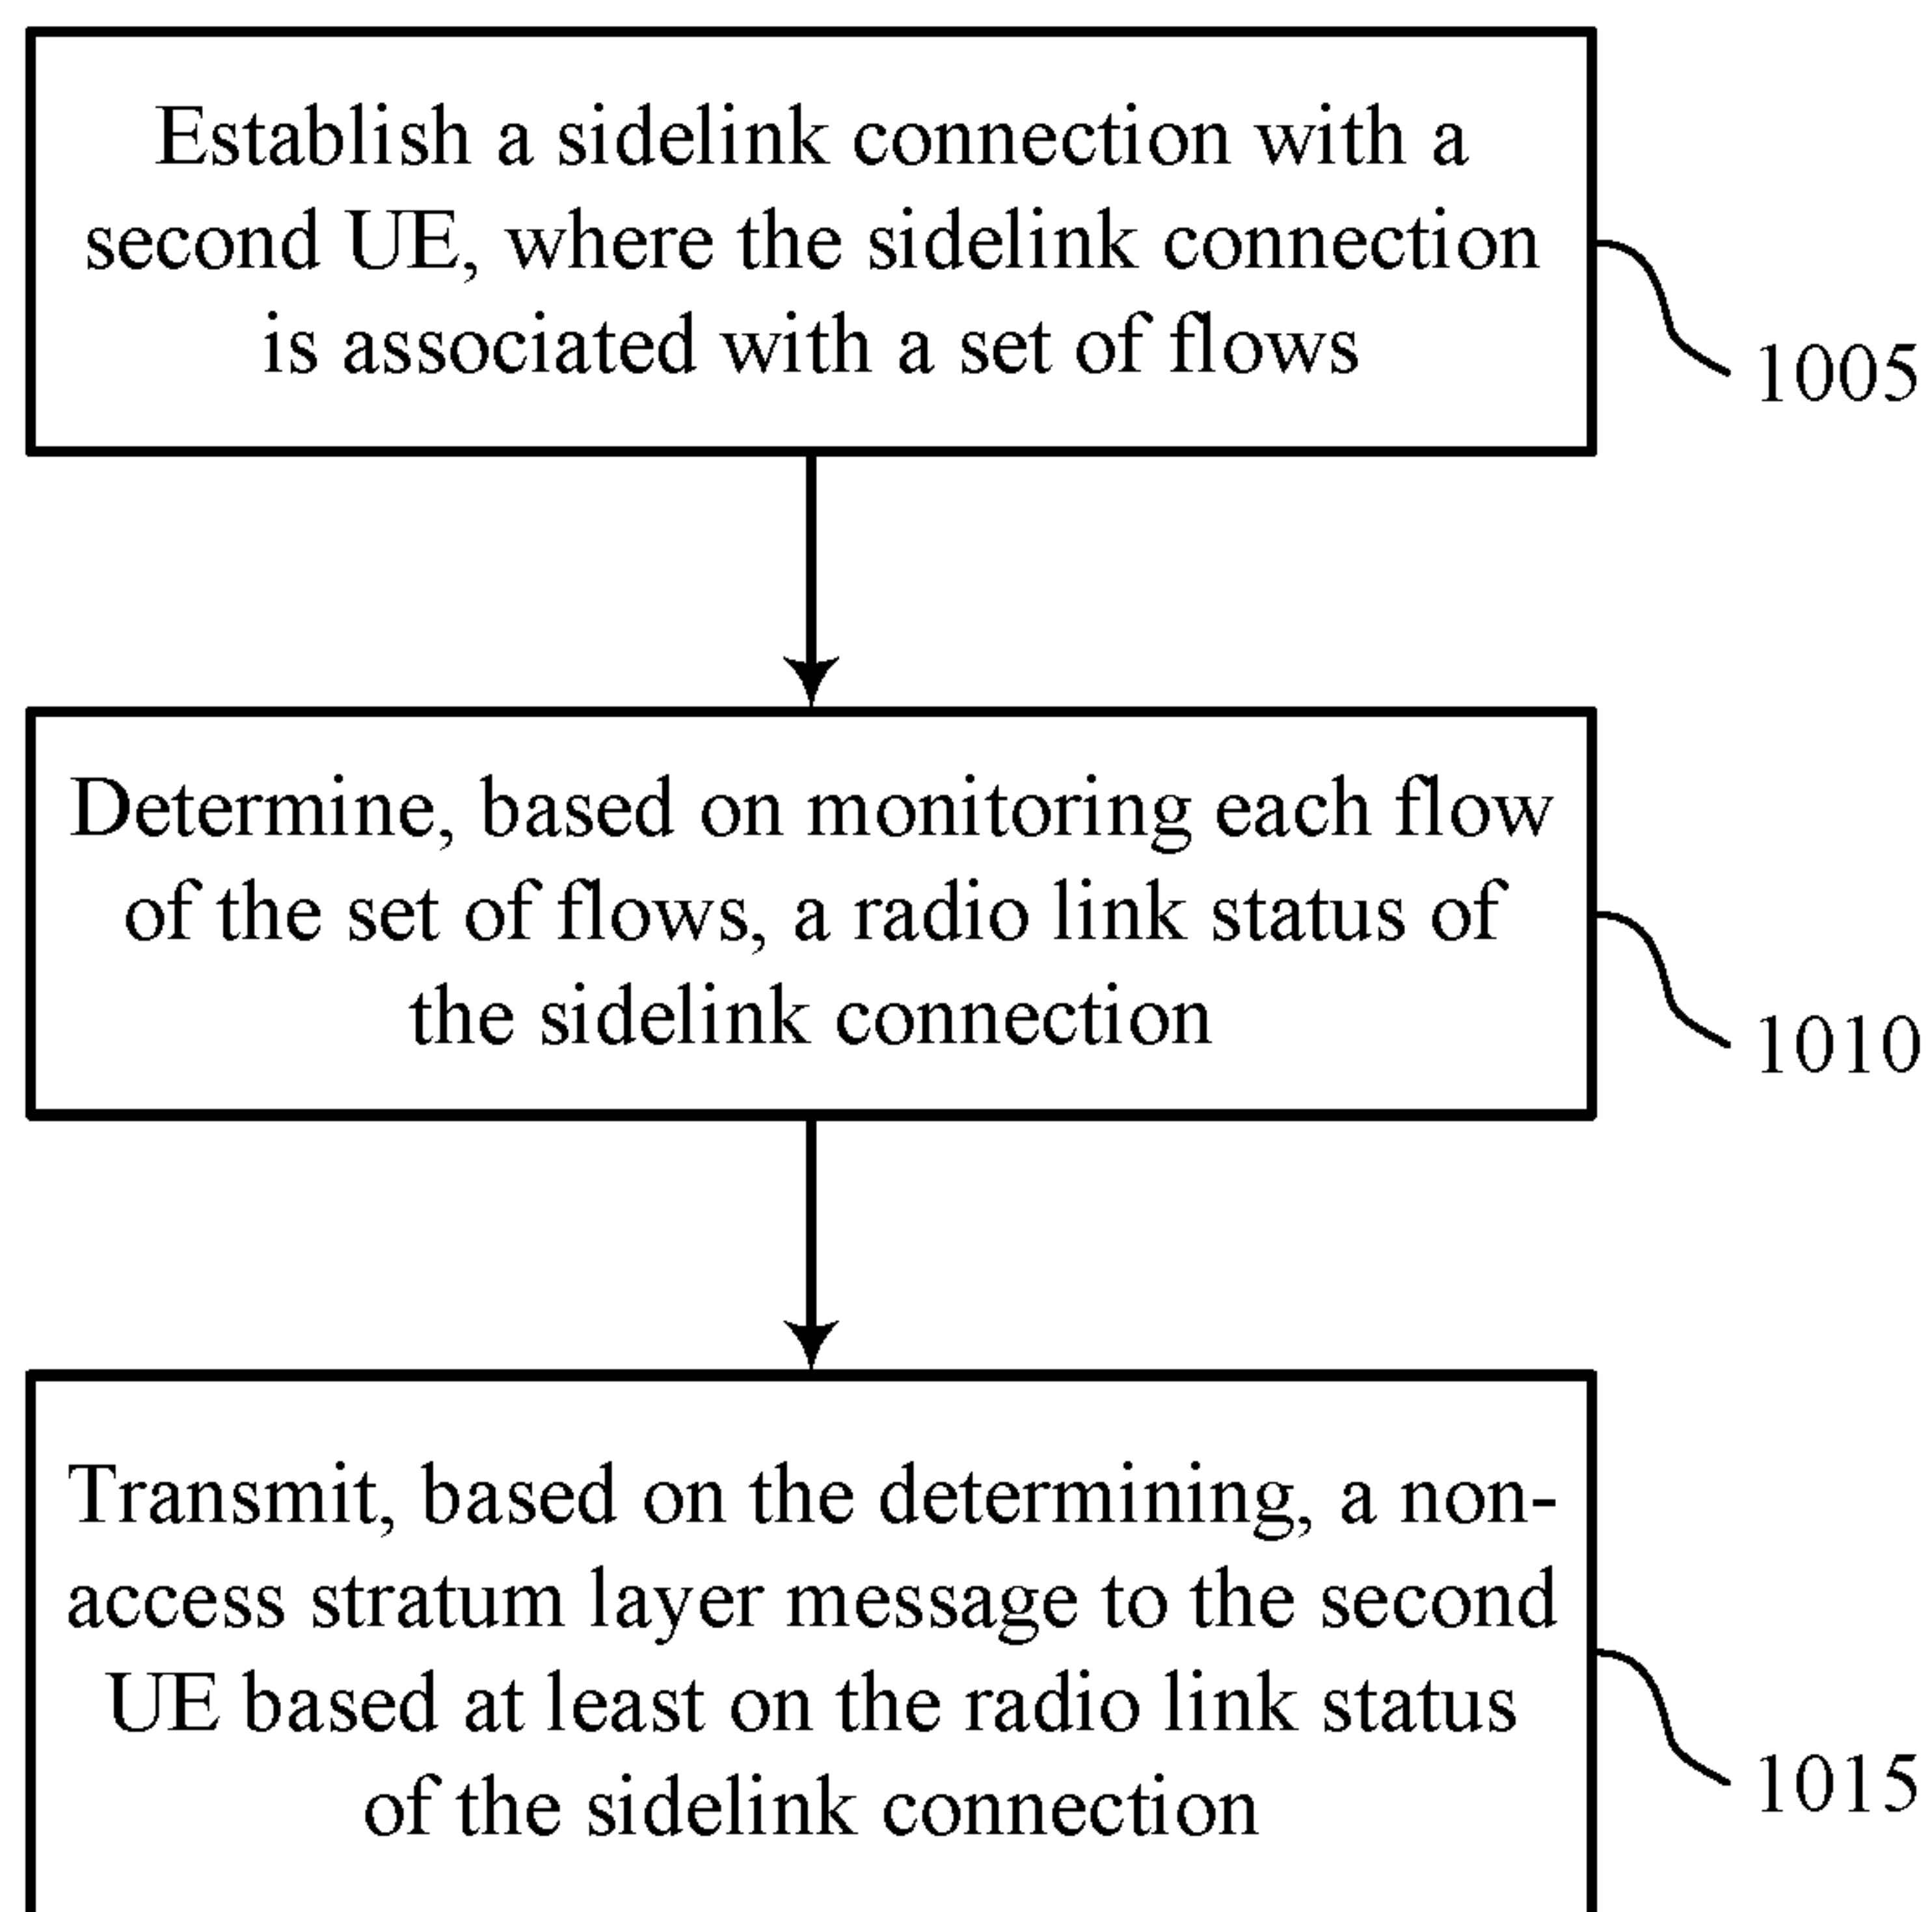 Establish a sidelink connection with a
second UE, where the sidelink connection
is associated with a set of flows
1005
Determine, based on monitoring each flow
of the set of flows, a radio link status of
the sidelink connection
1010
Transmit, based on the determining, a non-
access stratum layer message to the second
UE based at least on the radio link status
of the sidelink connection
1015